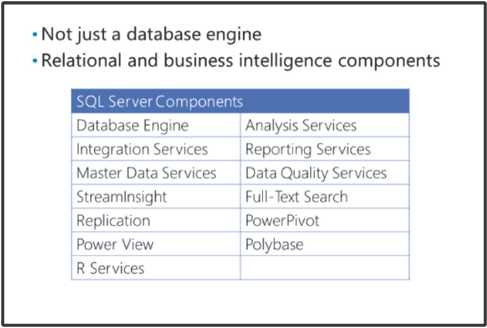 • Not just a database engine
• Relational and business intelligence components
SQL Server Components
Database Engine Analysis Services
Integration Services Reporting Services
Master Data Services Data Quality Services
StreamInsight Full-Text Search
Replication PowerPivot
Power View Polybase
R Services